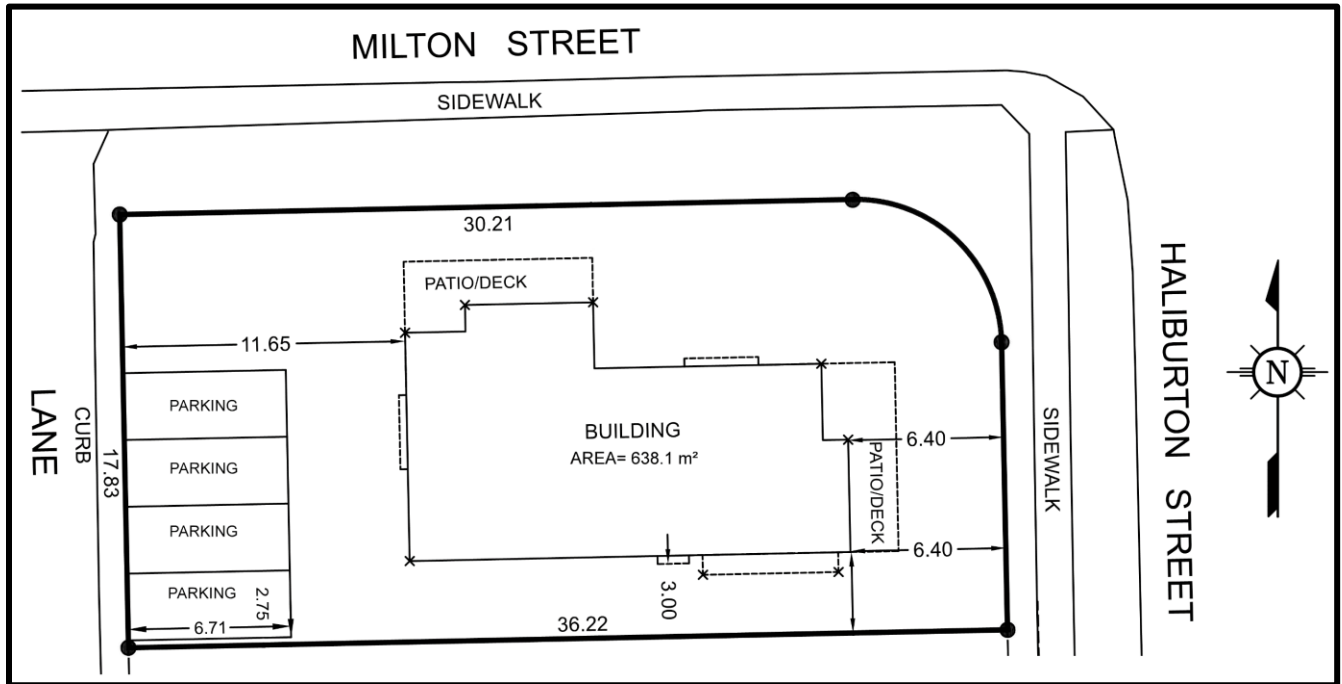 MILTON STREET
SIDEWALK
30.21
PATIO/DECK
11.65
PARKING
PARKING
PARKING
PARKING
2.75
6.71
LANE
CURB
17.83
BUILDING
AREA= 638.1 m²
PATIO/DECK
6.40
6.40
3.00
36.22
SIDEWALK
HALIBURTON STREET
N